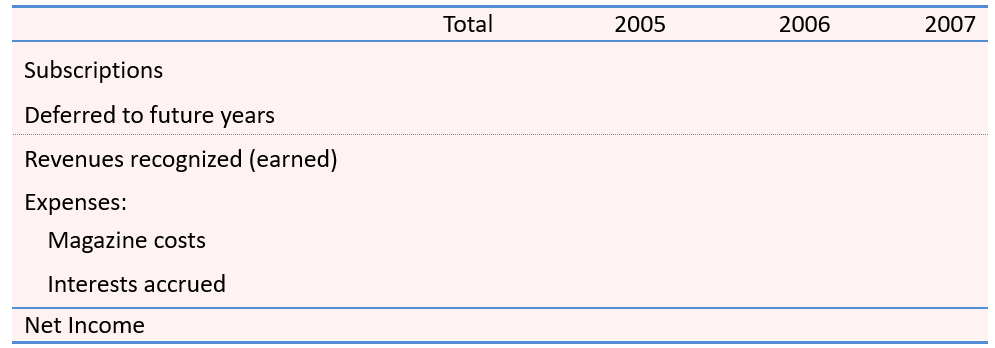 Total 2005 2006 2007
Subscriptions
Deferred to future years
Revenues recognized (earned)
Expenses:
Magazine costs
Interests accrued
Net Income